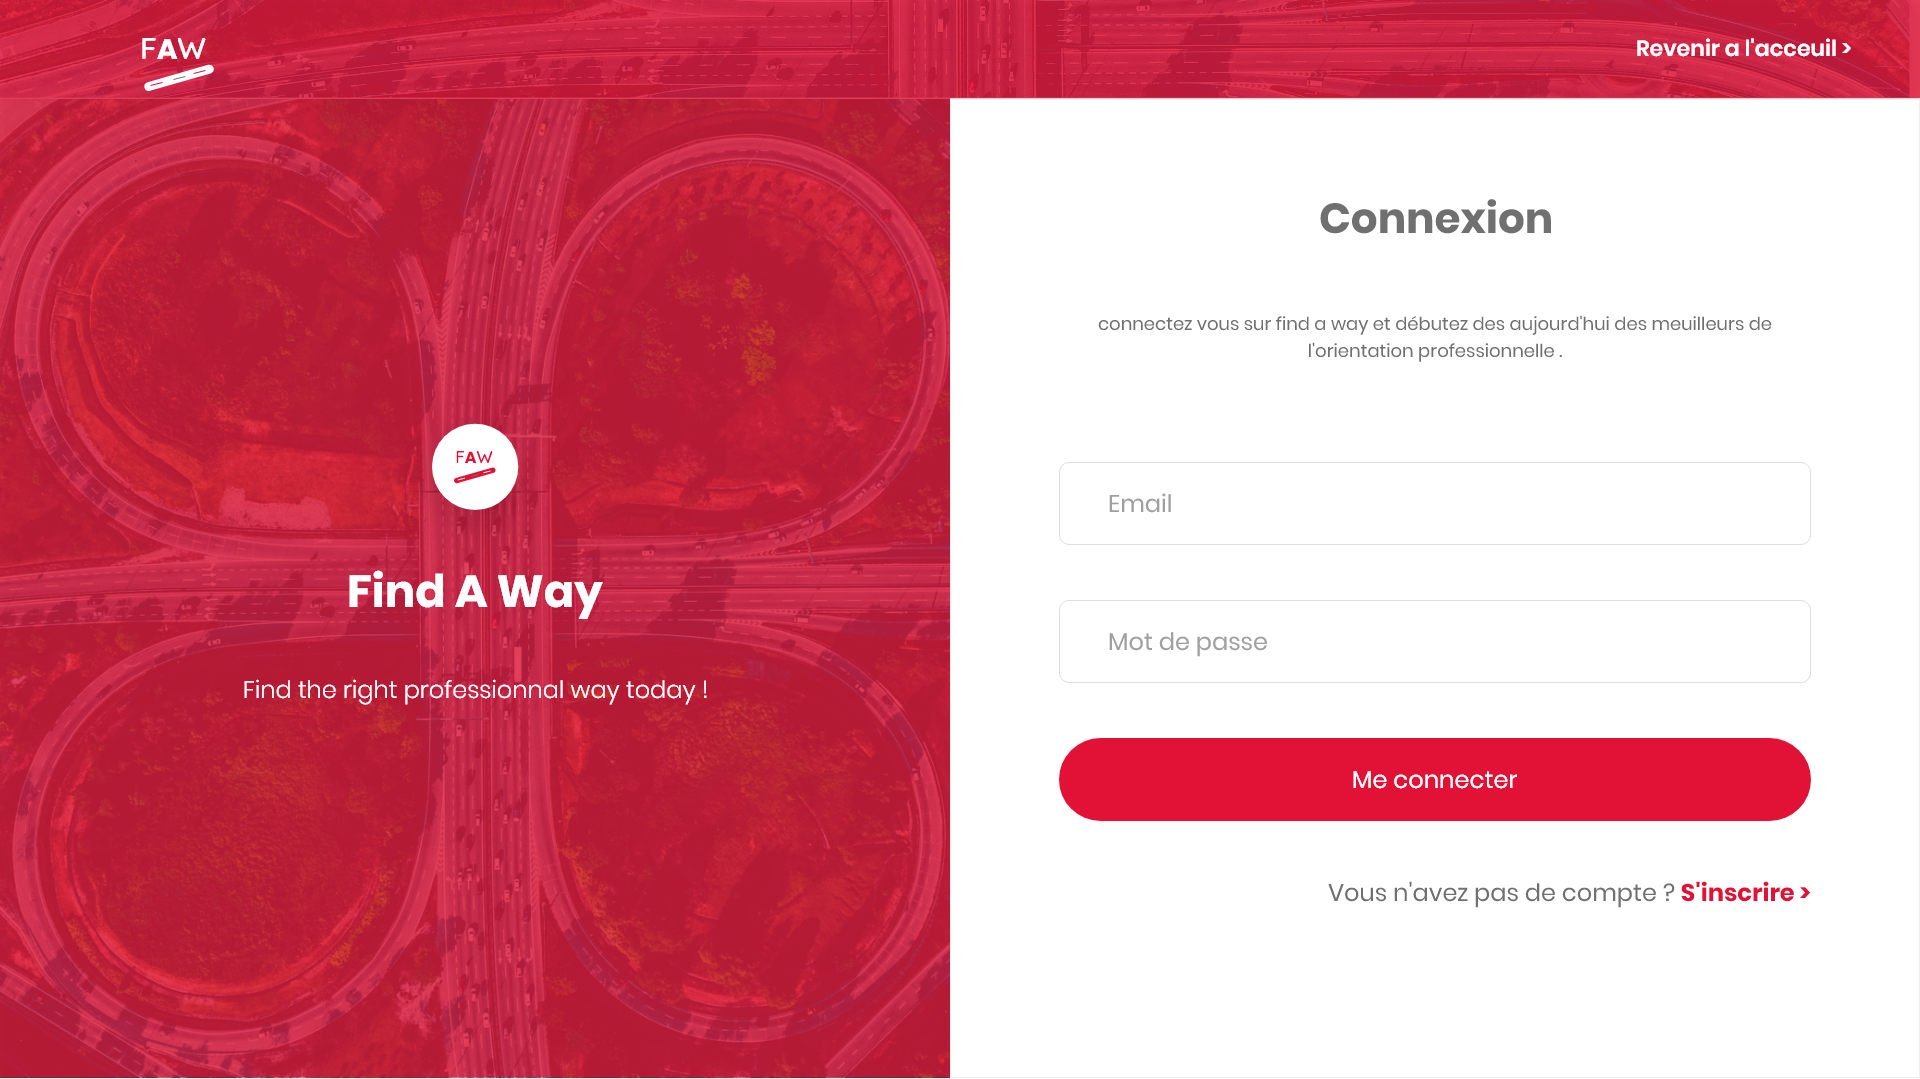 FAW
Revenir a l'acceuil >
Connexion
connectez vous sur find a way et débutez des aujourd'hui des meuilleurs de
l'orientation professionnelle .
FAW
Email
Find A Way
Mot de passe
Find the right professionnal way today !
Me connecter
Vous n'avez pas de compte ? S'inscrire >